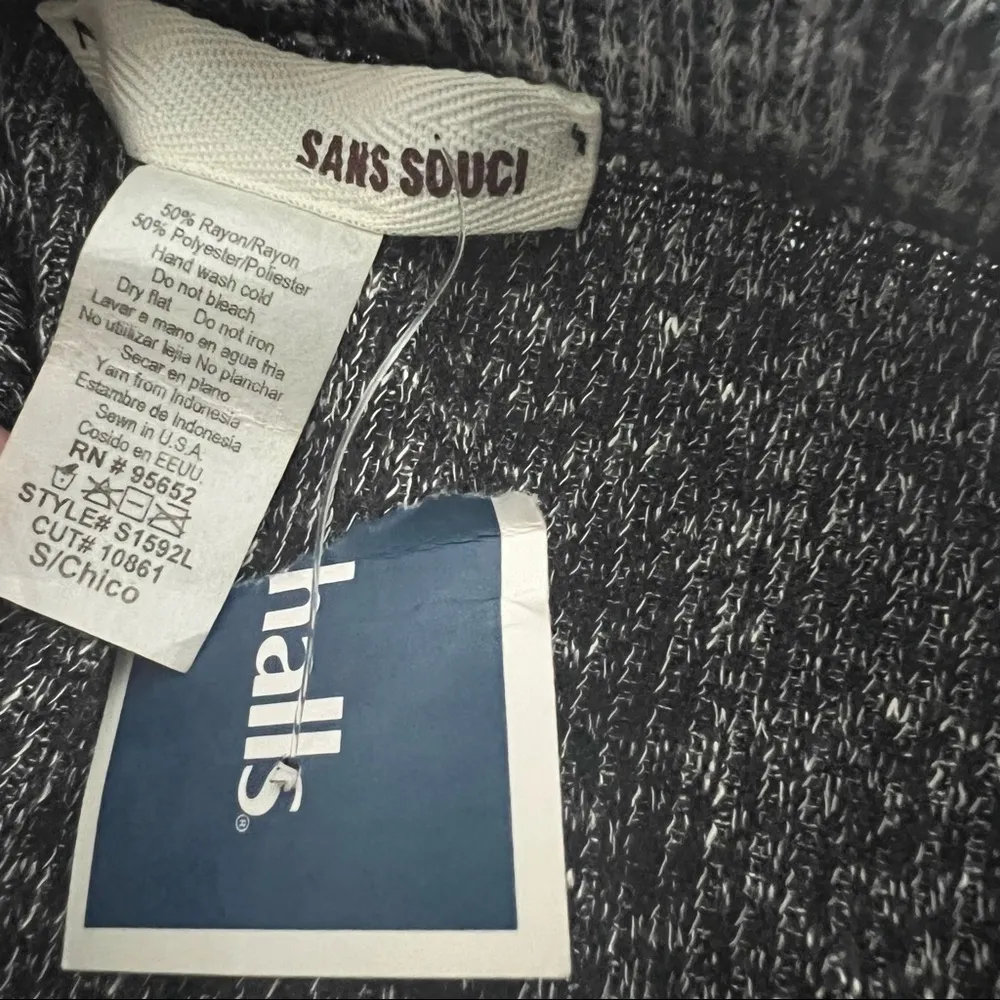 SANS SOUCI
50% Rayon/Rayon
50% Polyester/Poliester
Hand wash cold
Do not bleach
Dry flat Do not iron
Lavar a mano en agua fria
No utilizar lejia No planchar
Secar en plano
Yarn from Indonesia
Estambre de Indonesia
Sewn in U.S.A.
Cosido en EEUU.
RN # 95652
STYLE# S1592L
CUT# 10861
S/Chico
halls®